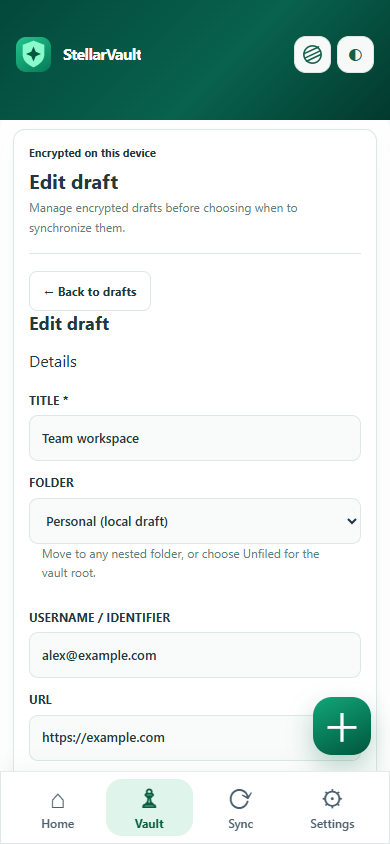 StellarVault
Encrypted on this device
Edit draft
Manage encrypted drafts before choosing when to
synchronize them.
← Back to drafts
Edit draft
Details
TITLE *
Team workspace
FOLDER
Personal (local draft)
Move to any nested folder, or choose Unfiled for the
vault root.
USERNAME / IDENTIFIER
alex@example.com
URL
https://example.com
Home
Vault
Sync
Settings